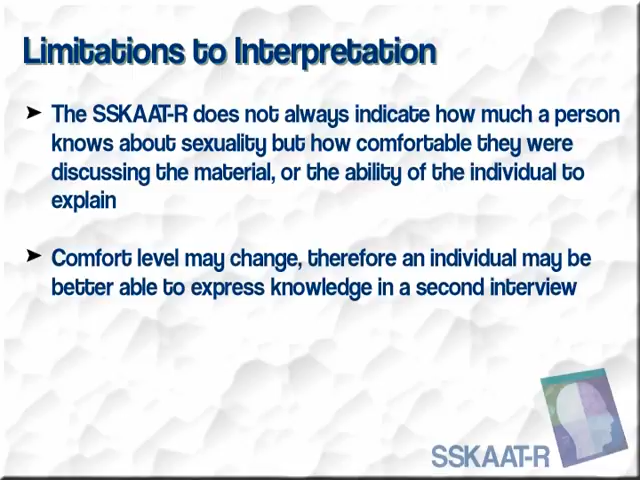 Limitations to Interpretation
➤ The SSKAAT-R does not always indicate how much a person
knows about sexuality but how comfortable they were
discussing the material, or the ability of the individual to
explain
➤ Comfort level may change, therefore an individual may be
better able to express knowledge in a second interview
SSKAAT-R